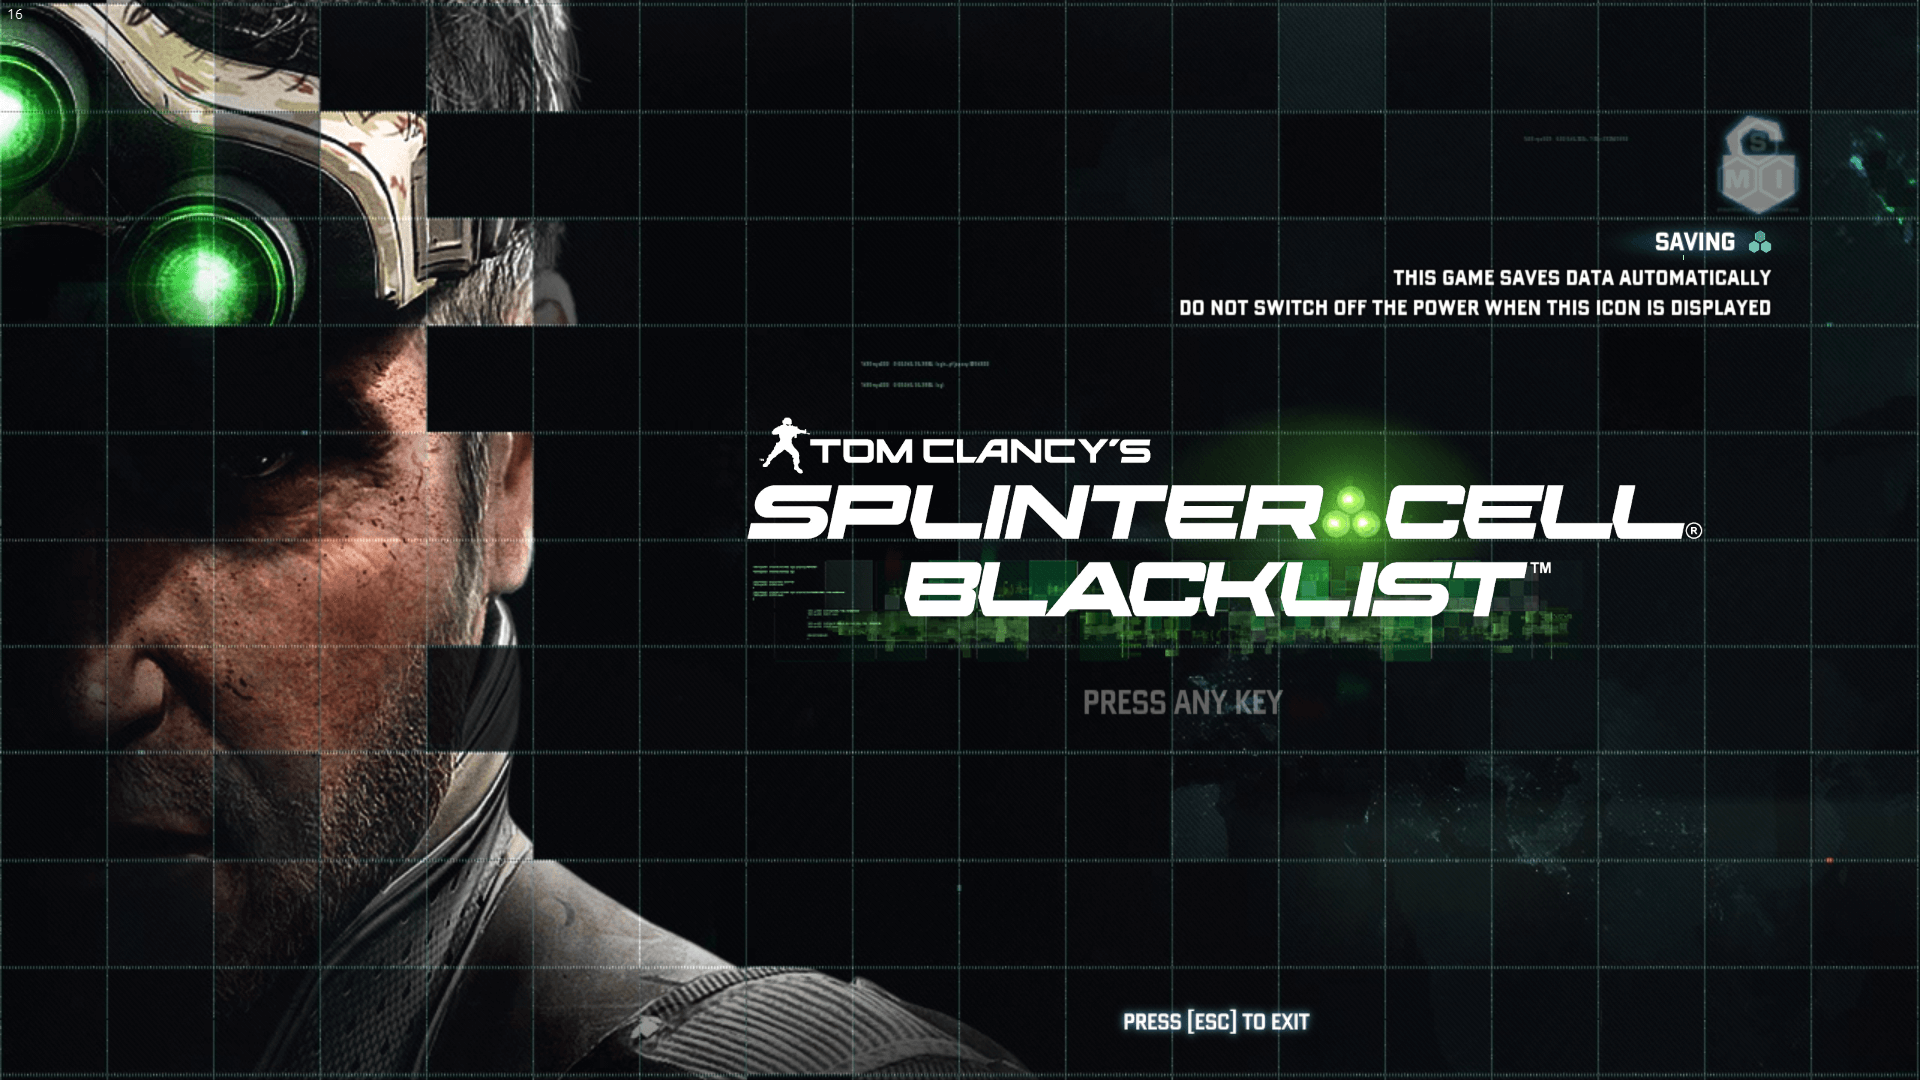 16
S
M I
SAVING
THIS GAME SAVES DATA AUTOMATICALLY
DO NOT SWITCH OFF THE POWER WHEN THIS ICON IS DISPLAYED
TOM CLANCY'S
SPLINTER CELL®
BLACKLIST™
PRESS ANY KEY
PRESS [ESC] TO EXIT